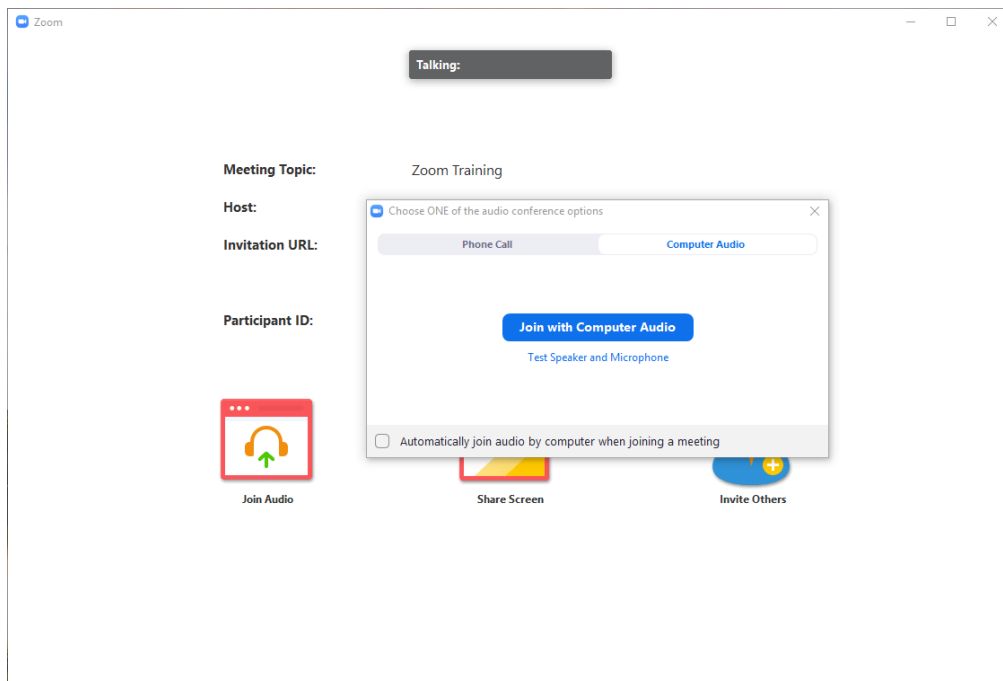 Zoom
Talking:
Meeting Topic: Zoom Training
Host:
Choose ONE of the audio conference options
Invitation URL:
Phone Call Computer Audio
Participant ID:
Join with Computer Audio
Test Speaker and Microphone
Automatically join audio by computer when joining a meeting
Join Audio Share Screen Invite Others